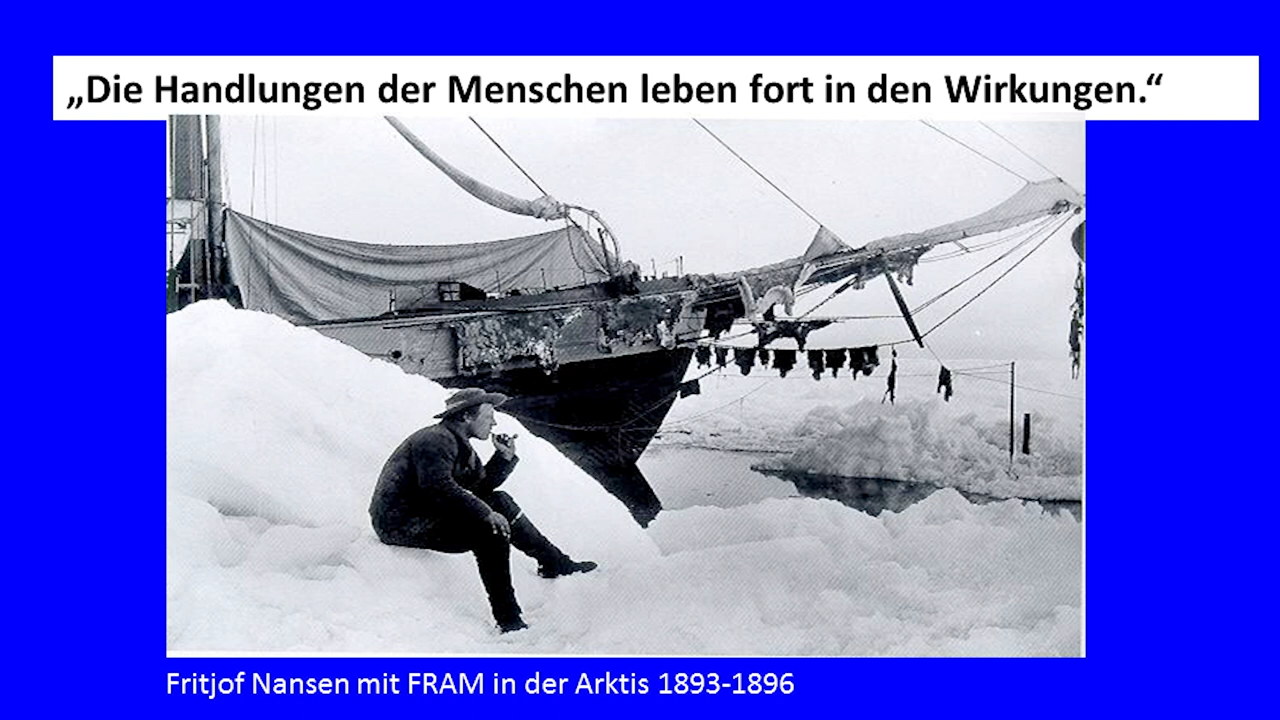 „Die Handlungen der Menschen leben fort in den Wirkungen.“
Fritjof Nansen mit FRAM in der Arktis 1893-1896